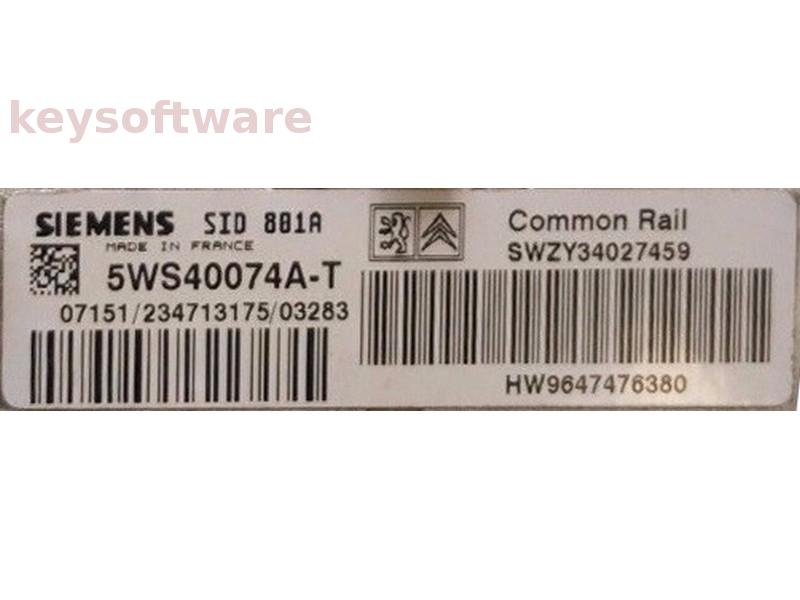 keysoftware
SIEMENS SID 801A
MADE IN FRANCE
5WS40074A-T
07151/234713175/03283
Common Rail
SWZY34027459
HW9647476380